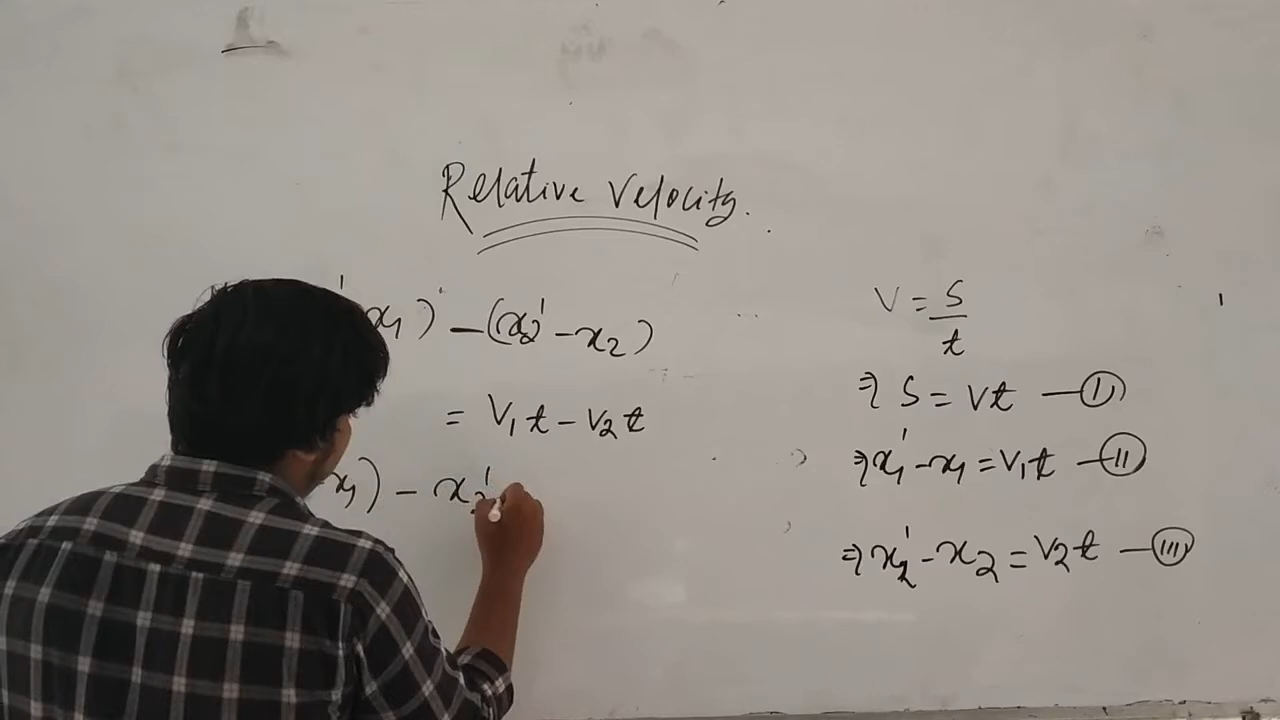 Relative Velocity.
' x₁) – (x₂' – x₂)
= V₁t – V₂t
x₁) – x₂'
V = S/t
⇒ S = Vt — (I)
⇒ x₁' – x₁ = V₁t — (II)
⇒ x₂' – x₂ = V₂t — (III)